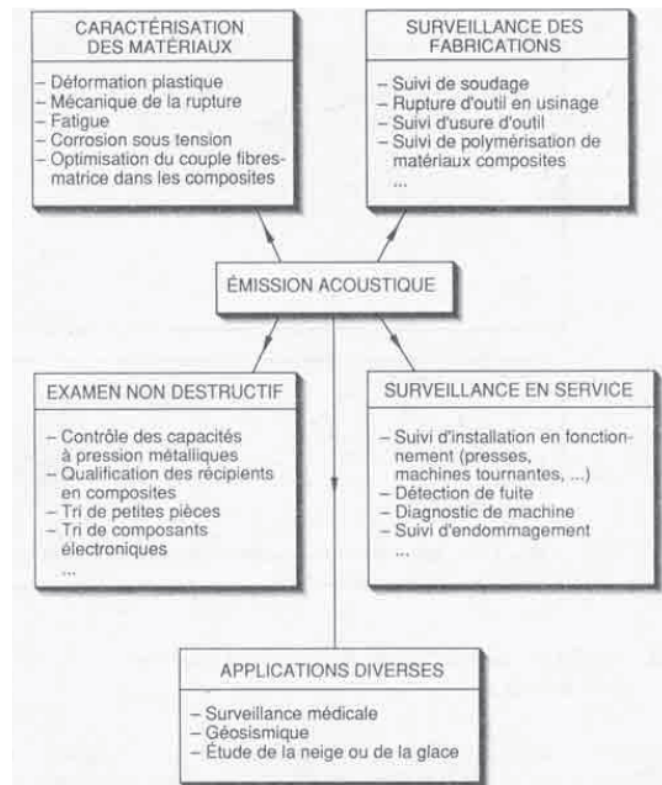 CARACTÉRISATION
DES MATÉRIAUX
– Déformation plastique
– Mécanique de la rupture
– Fatigue
– Corrosion sous tension
– Optimisation du couple fibres-
matrice dans les composites
SURVEILLANCE DES
FABRICATIONS
– Suivi de soudage
– Rupture d'outil en usinage
– Suivi d'usure d'outil
– Suivi de polymérisation de
matériaux composites
...
ÉMISSION ACOUSTIQUE
EXAMEN NON DESTRUCTIF
– Contrôle des capacités
à pression métalliques
– Qualification des récipients
en composites
– Tri de petites pièces
– Tri de composants
électroniques
...
SURVEILLANCE EN SERVICE
– Suivi d'installation en fonction-
nement (presses,
machines tournantes, ...)
– Détection de fuite
– Diagnostic de machine
– Suivi d'endommagement
...
APPLICATIONS DIVERSES
– Surveillance médicale
– Géosismique
– Étude de la neige ou de la glace